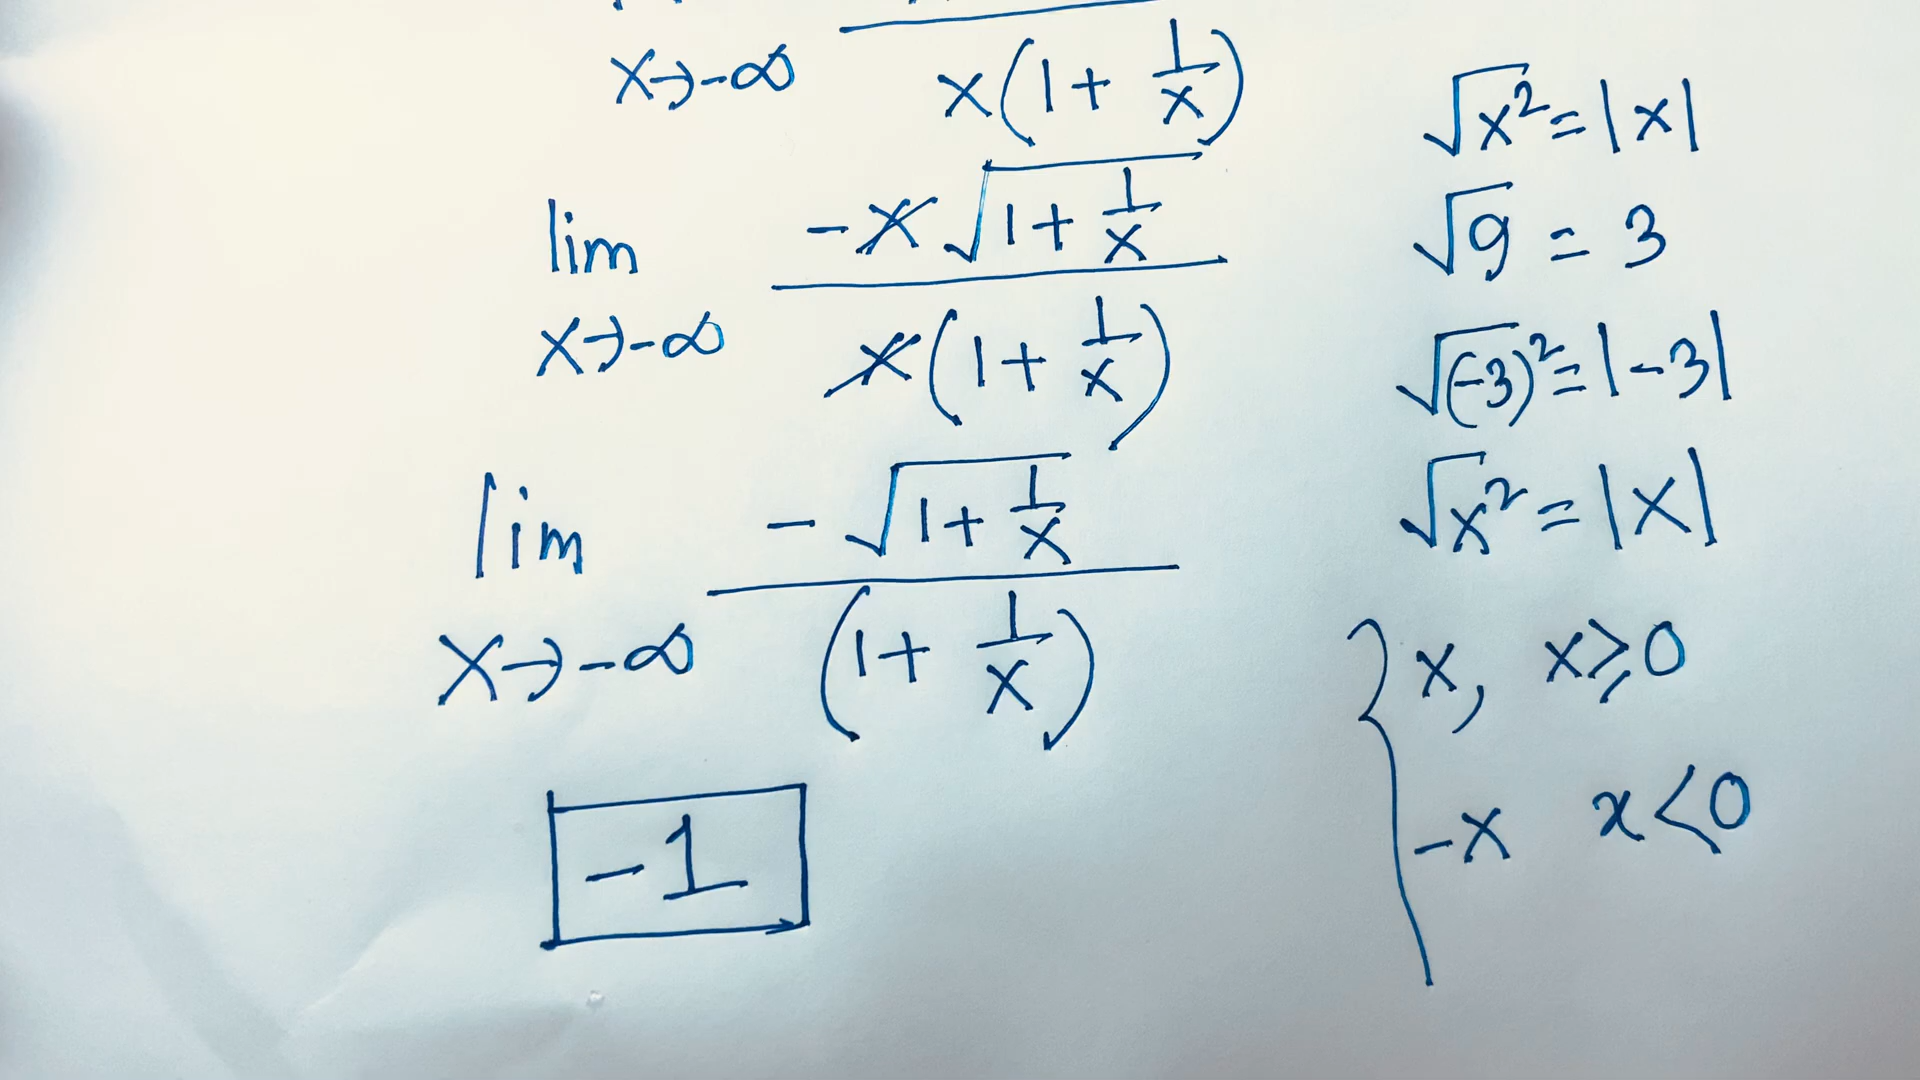 lim x→-∞ / x(1 + 1/x)
lim x→-∞ -x√(1 + 1/x) / x(1 + 1/x)
lim x→-∞ -√(1 + 1/x) / (1 + 1/x)
-1
√x² = |x|
√9 = 3
√(-3)² = |-3|
√x² = |x|
{ x, x ≥ 0
-x x < 0